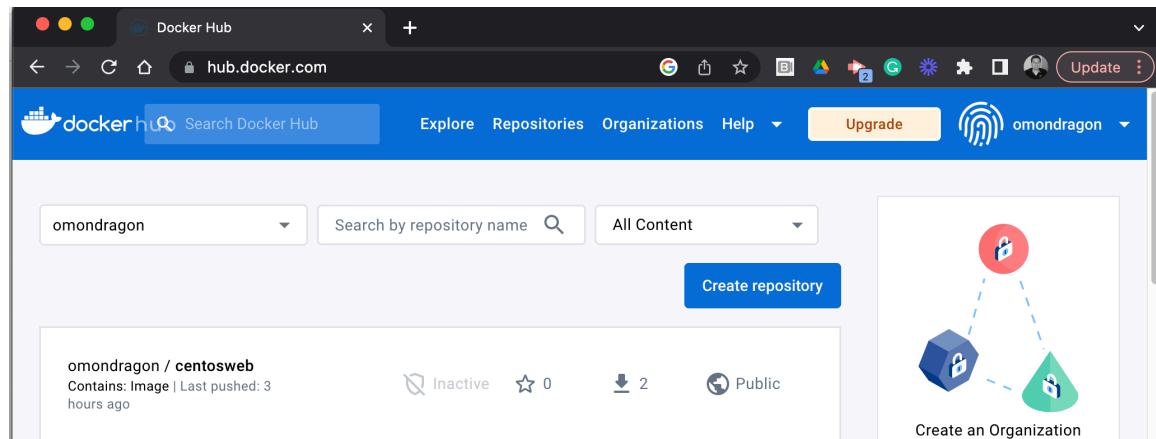 Docker Hub
hub.docker.com
2
Update
docker hub Search Docker Hub Explore Repositories Organizations Help Upgrade omondragon
omondragon Search by repository name All Content
Create repository
omondragon / centosweb
Contains: Image | Last pushed: 3
hours ago
Inactive 0 2 Public
Create an Organization